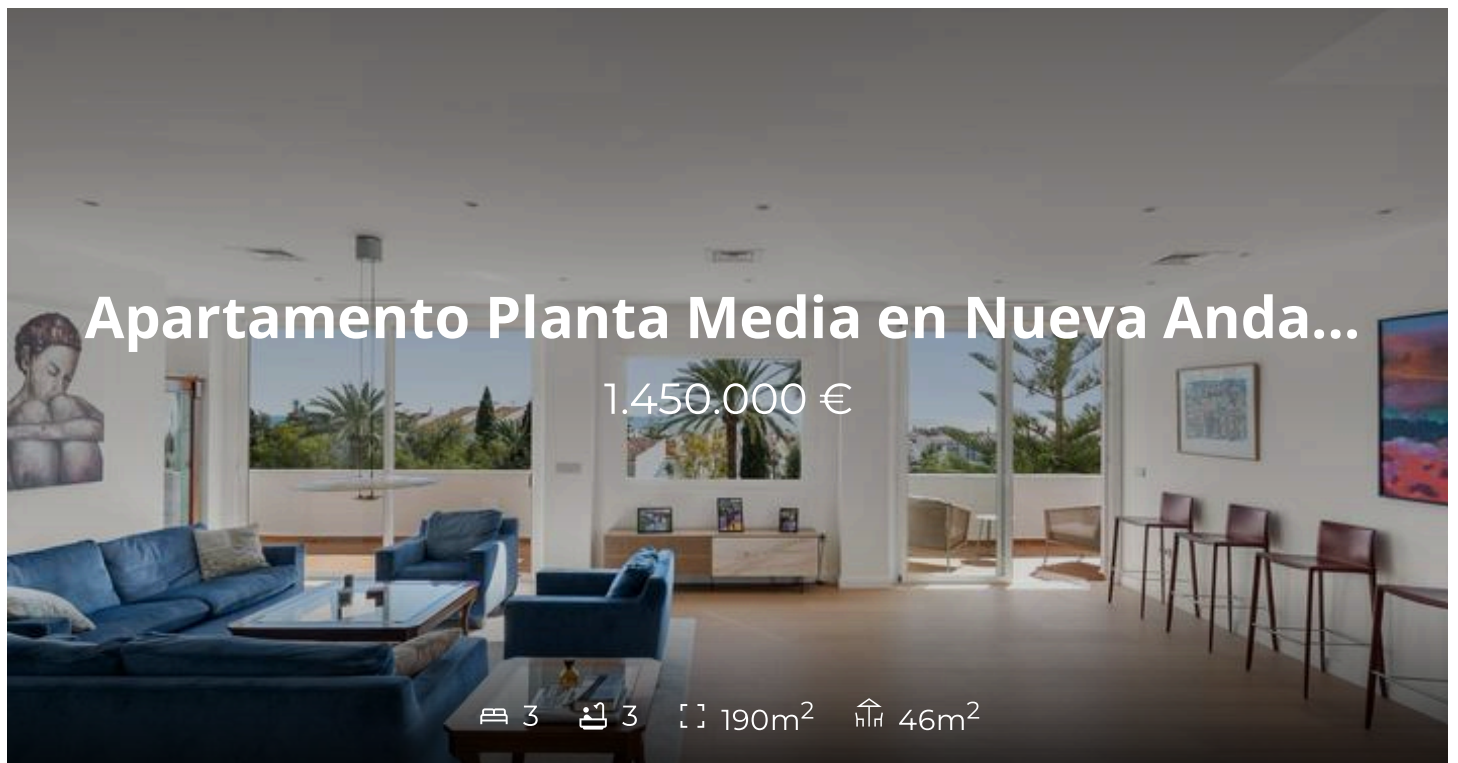 Apartamento Planta Media en Nueva Anda...
1.450.000 €
3 3 190m² 46m²